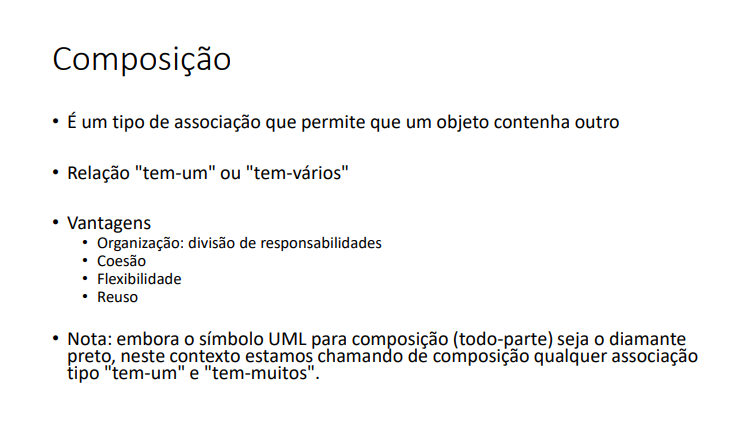 Composição
• É um tipo de associação que permite que um objeto contenha outro
• Relação "tem-um" ou "tem-vários"
• Vantagens
• Organização: divisão de responsabilidades
• Coesão
• Flexibilidade
• Reuso
• Nota: embora o símbolo UML para composição (todo-parte) seja o diamante
preto, neste contexto estamos chamando de composição qualquer associação
tipo "tem-um" e "tem-muitos".